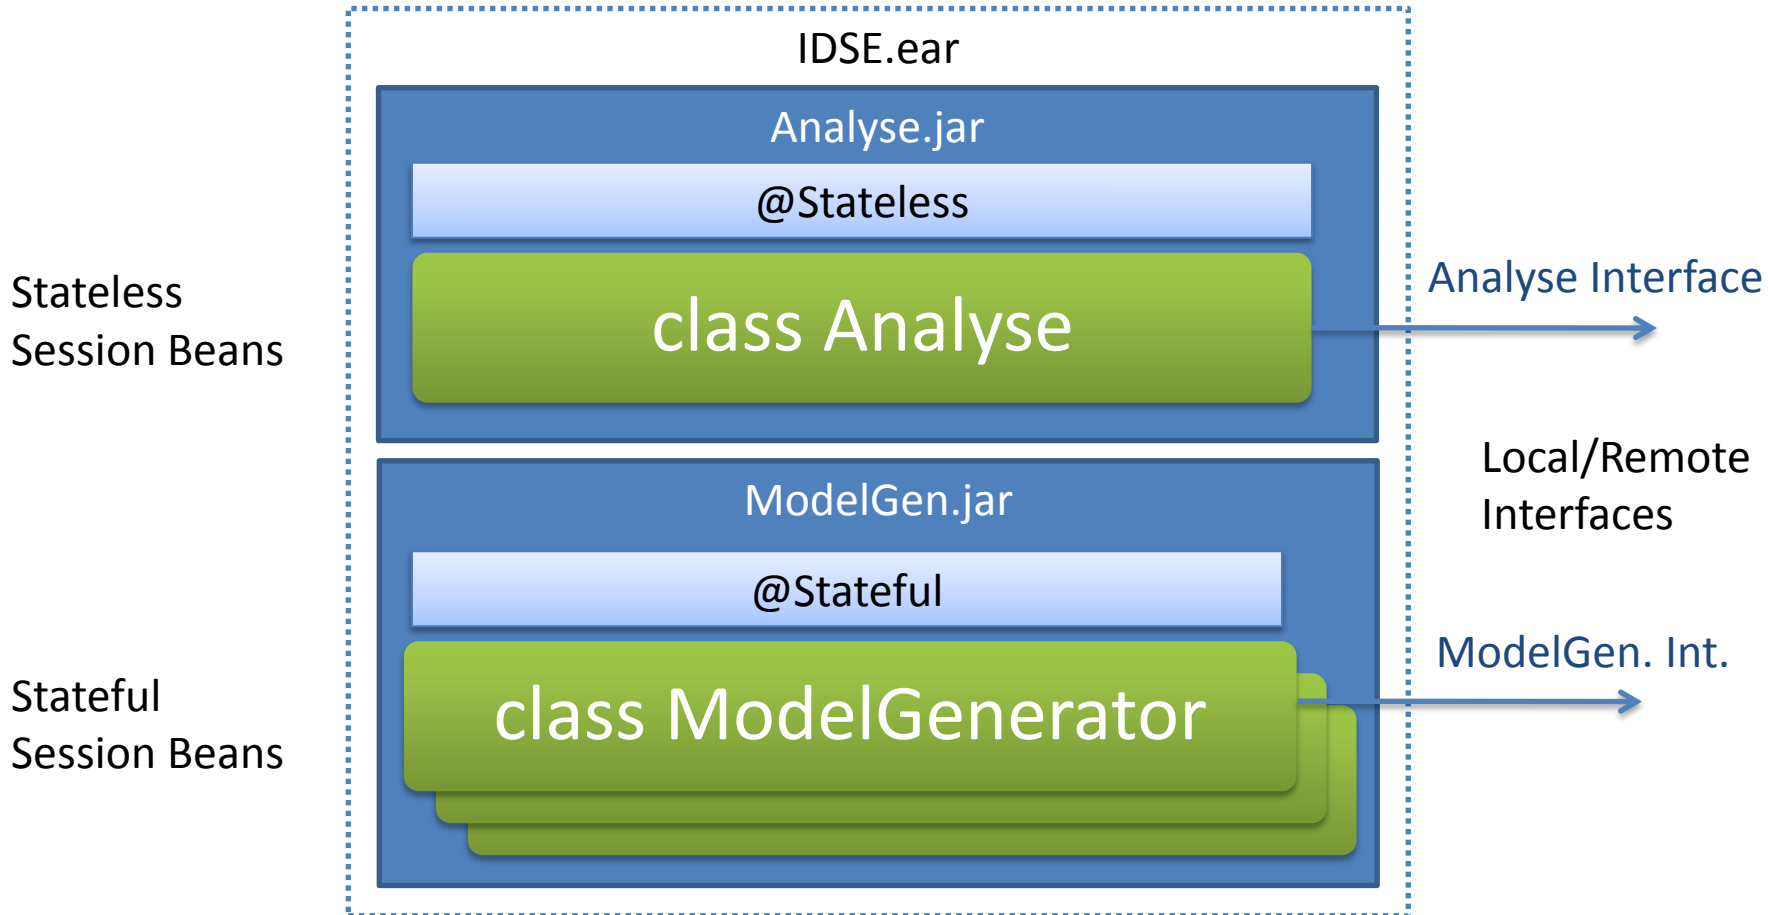 IDSE.ear
Analyse.jar
@Stateless
class Analyse
Stateless
Session Beans
Analyse Interface
Local/Remote
Interfaces
ModelGen.jar
@Stateful
class ModelGenerator
Stateful
Session Beans
ModelGen. Int.